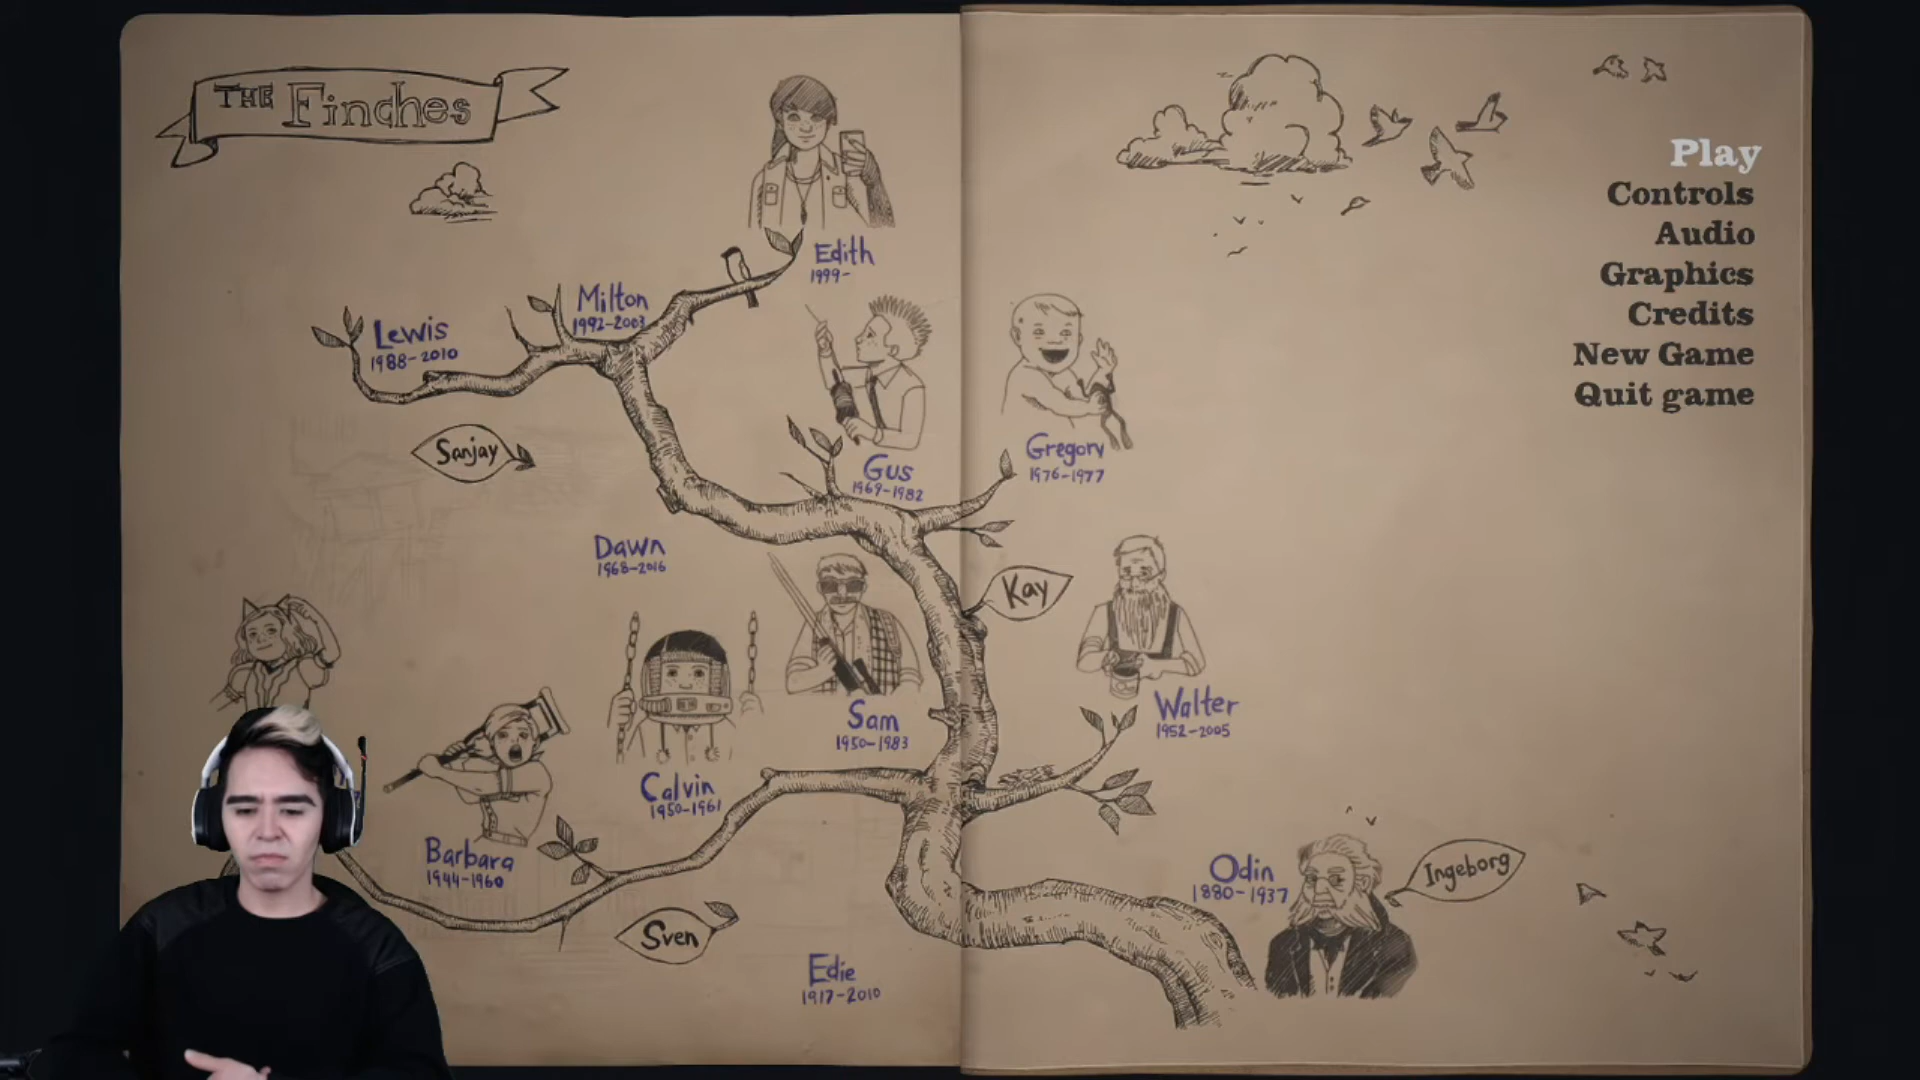 THE Finches
Edith
1999-
Milton
1992-2003
Lewis
1988-2010
Sanjay
Gus
1969-1982
Gregory
1976-1977
Dawn
1968-2016
Kay
Sam
1950-1983
Walter
1952-2005
Calvin
1950-1961
Barbara
1944-1960
Sven
Edie
1917-2010
Odin
1880-1937
Ingeborg
Play
Controls
Audio
Graphics
Credits
New Game
Quit game